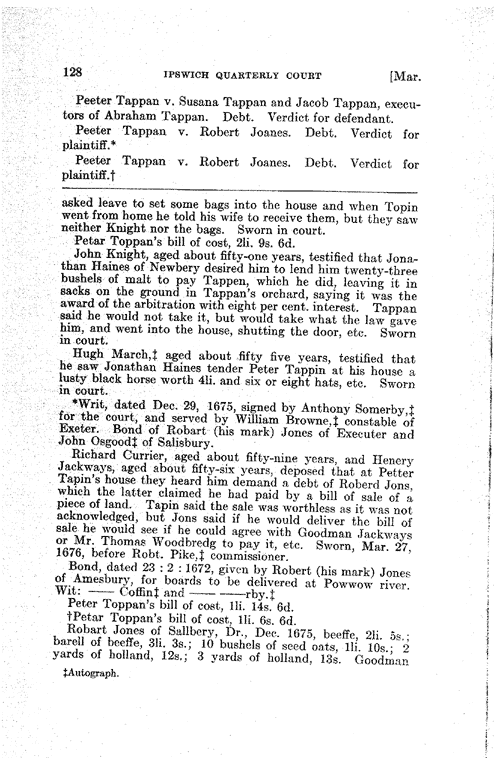 128 IPSWICH QUARTERLY COURT [Mar.
Peeter Tappan v. Susana Tappan and Jacob Tappan, execu-
tors of Abraham Tappan. Debt. Verdict for defendant.
Peeter Tappan v. Robert Joanes. Debt. Verdict for
plaintiff.*
Peeter Tappan v. Robert Joanes. Debt. Verdict for
plaintiff.†
asked leave to set some bags into the house and when Topin
went from home he told his wife to receive them, but they saw
neither Knight nor the bags. Sworn in court.
Petar Toppan's bill of cost, 2li. 9s. 6d.
John Knight, aged about fifty-one years, testified that Jona-
than Haines of Newbery desired him to lend him twenty-three
bushels of malt to pay Tappen, which he did, leaving it in
sacks on the ground in Tappan's orchard, saying it was the
award of the arbitration with eight per cent. interest. Tappan
said he would not take it, but would take what the law gave
him, and went into the house, shutting the door, etc. Sworn
in court.
Hugh March,‡ aged about fifty five years, testified that
he saw Jonathan Haines tender Peter Tappin at his house a
lusty black horse worth 4li. and six or eight hats, etc. Sworn
in court.
*Writ, dated Dec. 29, 1675, signed by Anthony Somerby,‡
for the court, and served by William Browne,‡ constable of
Exeter. Bond of Robart (his mark) Jones of Executer and
John Osgood‡ of Salisbury.
Richard Currier, aged about fifty-nine years, and Henery
Jackways, aged about fifty-six years, deposed that at Petter
Tapin's house they heard him demand a debt of Roberd Jons,
which the latter claimed he had paid by a bill of sale of a
piece of land. Tapin said the sale was worthless as it was not
acknowledged, but Jons said if he would deliver the bill of
sale he would see if he could agree with Goodman Jackways
or Mr. Thomas Woodbredg to pay it, etc. Sworn, Mar. 27,
1676, before Robt. Pike,‡ commissioner.
Bond, dated 23 : 2 : 1672, given by Robert (his mark) Jones
of Amesbury, for boards to be delivered at Powwow river.
Wit: —— Coffin‡ and —— ——rby.‡
Peter Toppan's bill of cost, 1li. 14s. 6d.
†Petar Toppan's bill of cost, 1li. 6s. 6d.
Robart Jones of Sallbery, Dr., Dec. 1675, beeffe, 2li. 5s.;
barell of beeffe, 3li. 3s.; 10 bushels of seed oats, 1li. 10s.; 2
yards of holland, 12s.; 3 yards of holland, 13s. Goodman
‡Autograph.